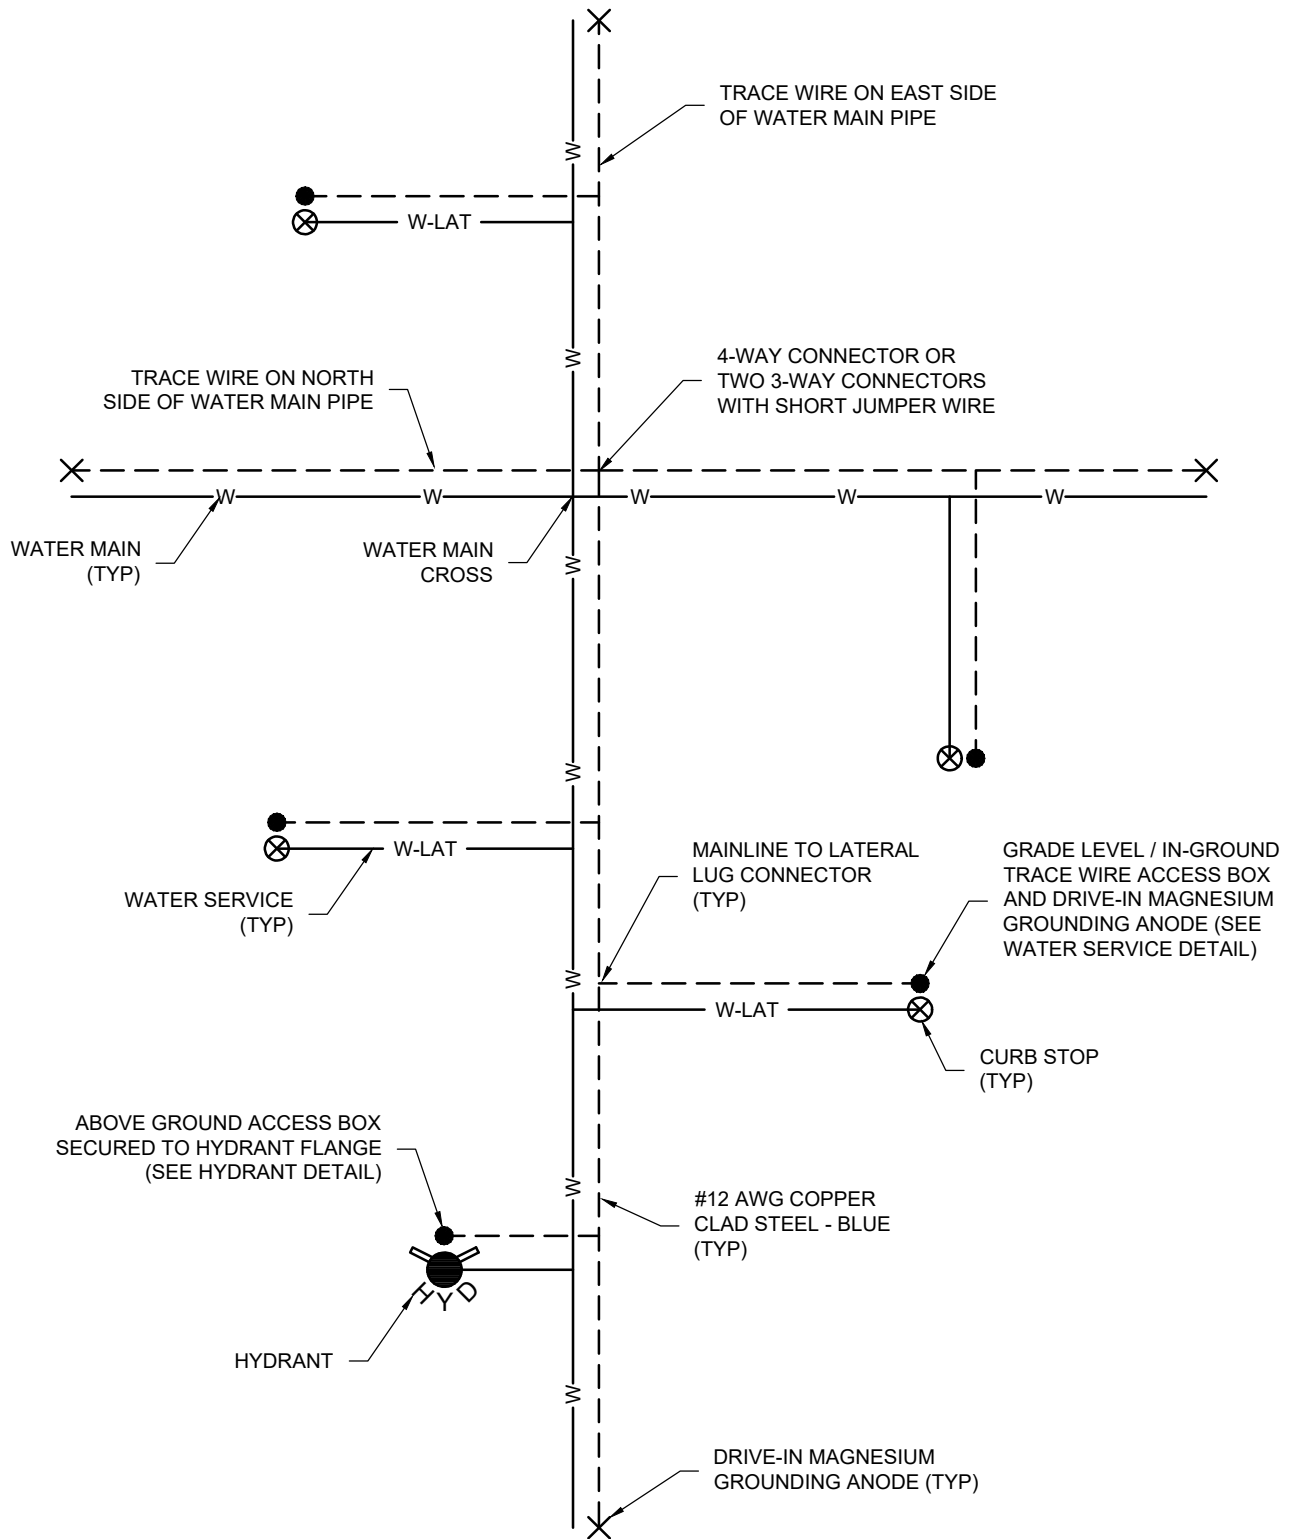 TRACE WIRE ON EAST SIDE
OF WATER MAIN PIPE
W
W-LAT
W
4-WAY CONNECTOR OR
TWO 3-WAY CONNECTORS
WITH SHORT JUMPER WIRE
TRACE WIRE ON NORTH
SIDE OF WATER MAIN PIPE
W
W
W
W
W
WATER MAIN
(TYP)
WATER MAIN
CROSS
W
W
W-LAT
WATER SERVICE
(TYP)
MAINLINE TO LATERAL
LUG CONNECTOR
(TYP)
GRADE LEVEL / IN-GROUND
TRACE WIRE ACCESS BOX
AND DRIVE-IN MAGNESIUM
GROUNDING ANODE (SEE
WATER SERVICE DETAIL)
W
W-LAT
CURB STOP
(TYP)
ABOVE GROUND ACCESS BOX
SECURED TO HYDRANT FLANGE
(SEE HYDRANT DETAIL)
W
#12 AWG COPPER
CLAD STEEL - BLUE
(TYP)
HYD
HYDRANT
W
DRIVE-IN MAGNESIUM
GROUNDING ANODE (TYP)